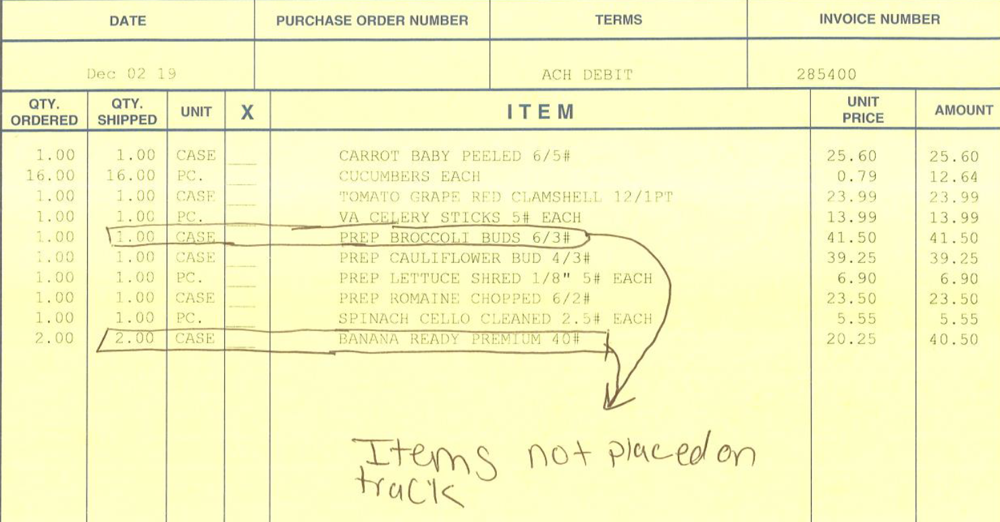 DATE PURCHASE ORDER NUMBER TERMS INVOICE NUMBER
Dec 02 19 ACH DEBIT 285400
QTY. ORDERED QTY. SHIPPED UNIT X ITEM UNIT PRICE AMOUNT
1.00 1.00 CASE CARROT BABY PEELED 6/5# 25.60 25.60
16.00 16.00 PC. CUCUMBERS EACH 0.79 12.64
1.00 1.00 CASE TOMATO GRAPE RED CLAMSHELL 12/1PT 23.99 23.99
1.00 1.00 PC. VA CELERY STICKS 5# EACH 13.99 13.99
1.00 1.00 CASE PREP BROCCOLI BUDS 6/3# 41.50 41.50
1.00 1.00 CASE PREP CAULIFLOWER BUD 4/3# 39.25 39.25
1.00 1.00 PC. PREP LETTUCE SHRED 1/8" 5# EACH 6.90 6.90
1.00 1.00 CASE PREP ROMAINE CHOPPED 6/2# 23.50 23.50
1.00 1.00 PC. SPINACH CELLO CLEANED 2.5# EACH 5.55 5.55
2.00 2.00 CASE BANANA READY PREMIUM 40# 20.25 40.50
Items not placed on
track